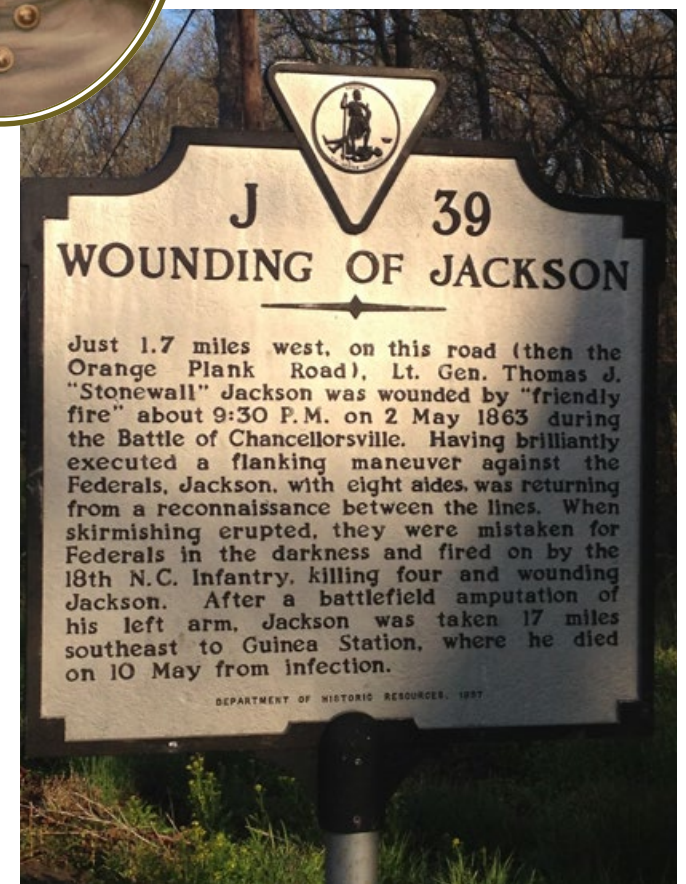 J 39
WOUNDING OF JACKSON
Just 1.7 miles west, on this road (then the
Orange Plank Road), Lt. Gen. Thomas J.
"Stonewall" Jackson was wounded by "friendly
fire" about 9:30 P.M. on 2 May 1863 during
the Battle of Chancellorsville. Having brilliantly
executed a flanking maneuver against the
Federals, Jackson, with eight aides, was returning
from a reconnaissance between the lines. When
skirmishing erupted, they were mistaken for
Federals in the darkness and fired on by the
18th N.C. Infantry, killing four and wounding
Jackson. After a battlefield amputation of
his left arm, Jackson was taken 17 miles
southeast to Guinea Station, where he died
on 10 May from infection.
DEPARTMENT OF HISTORIC RESOURCES, 1997